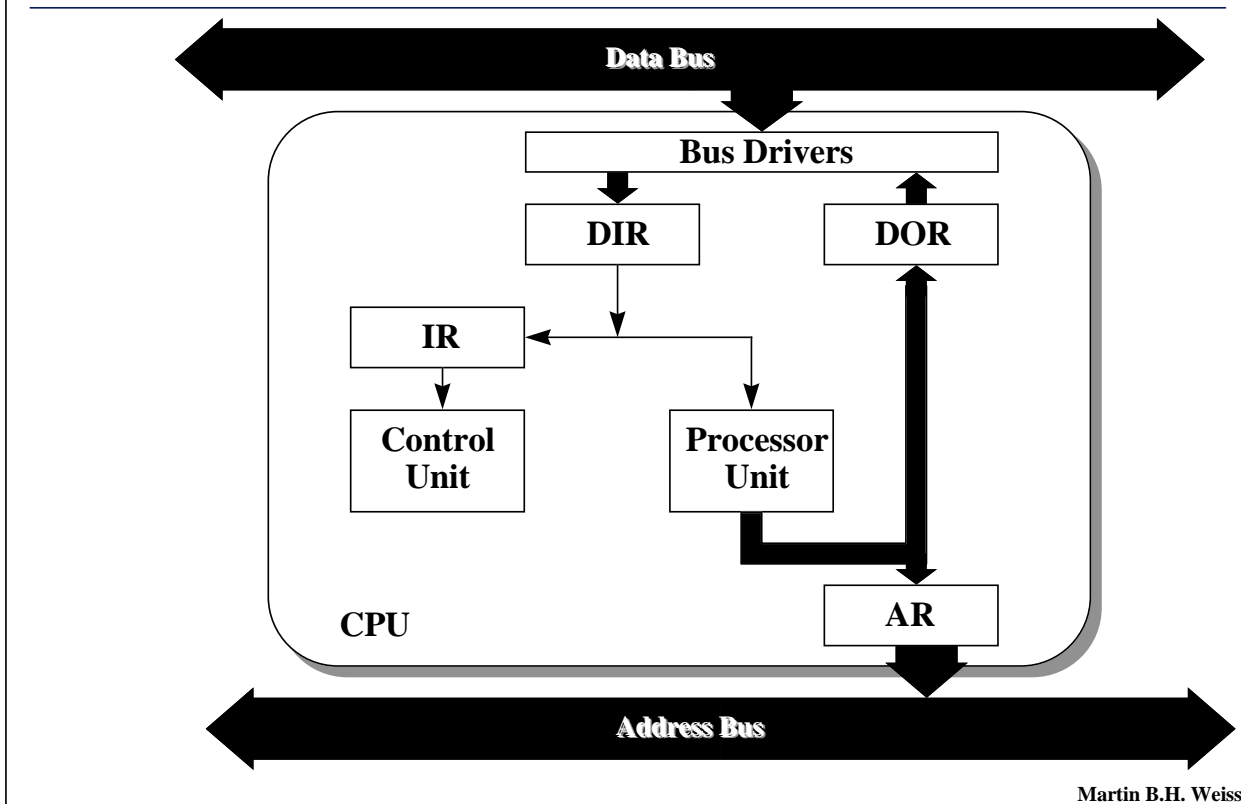 Data Bus
Bus Drivers
DIR
DOR
IR
Control
Unit
Processor
Unit
AR
CPU
Address Bus
Martin B.H. Weiss